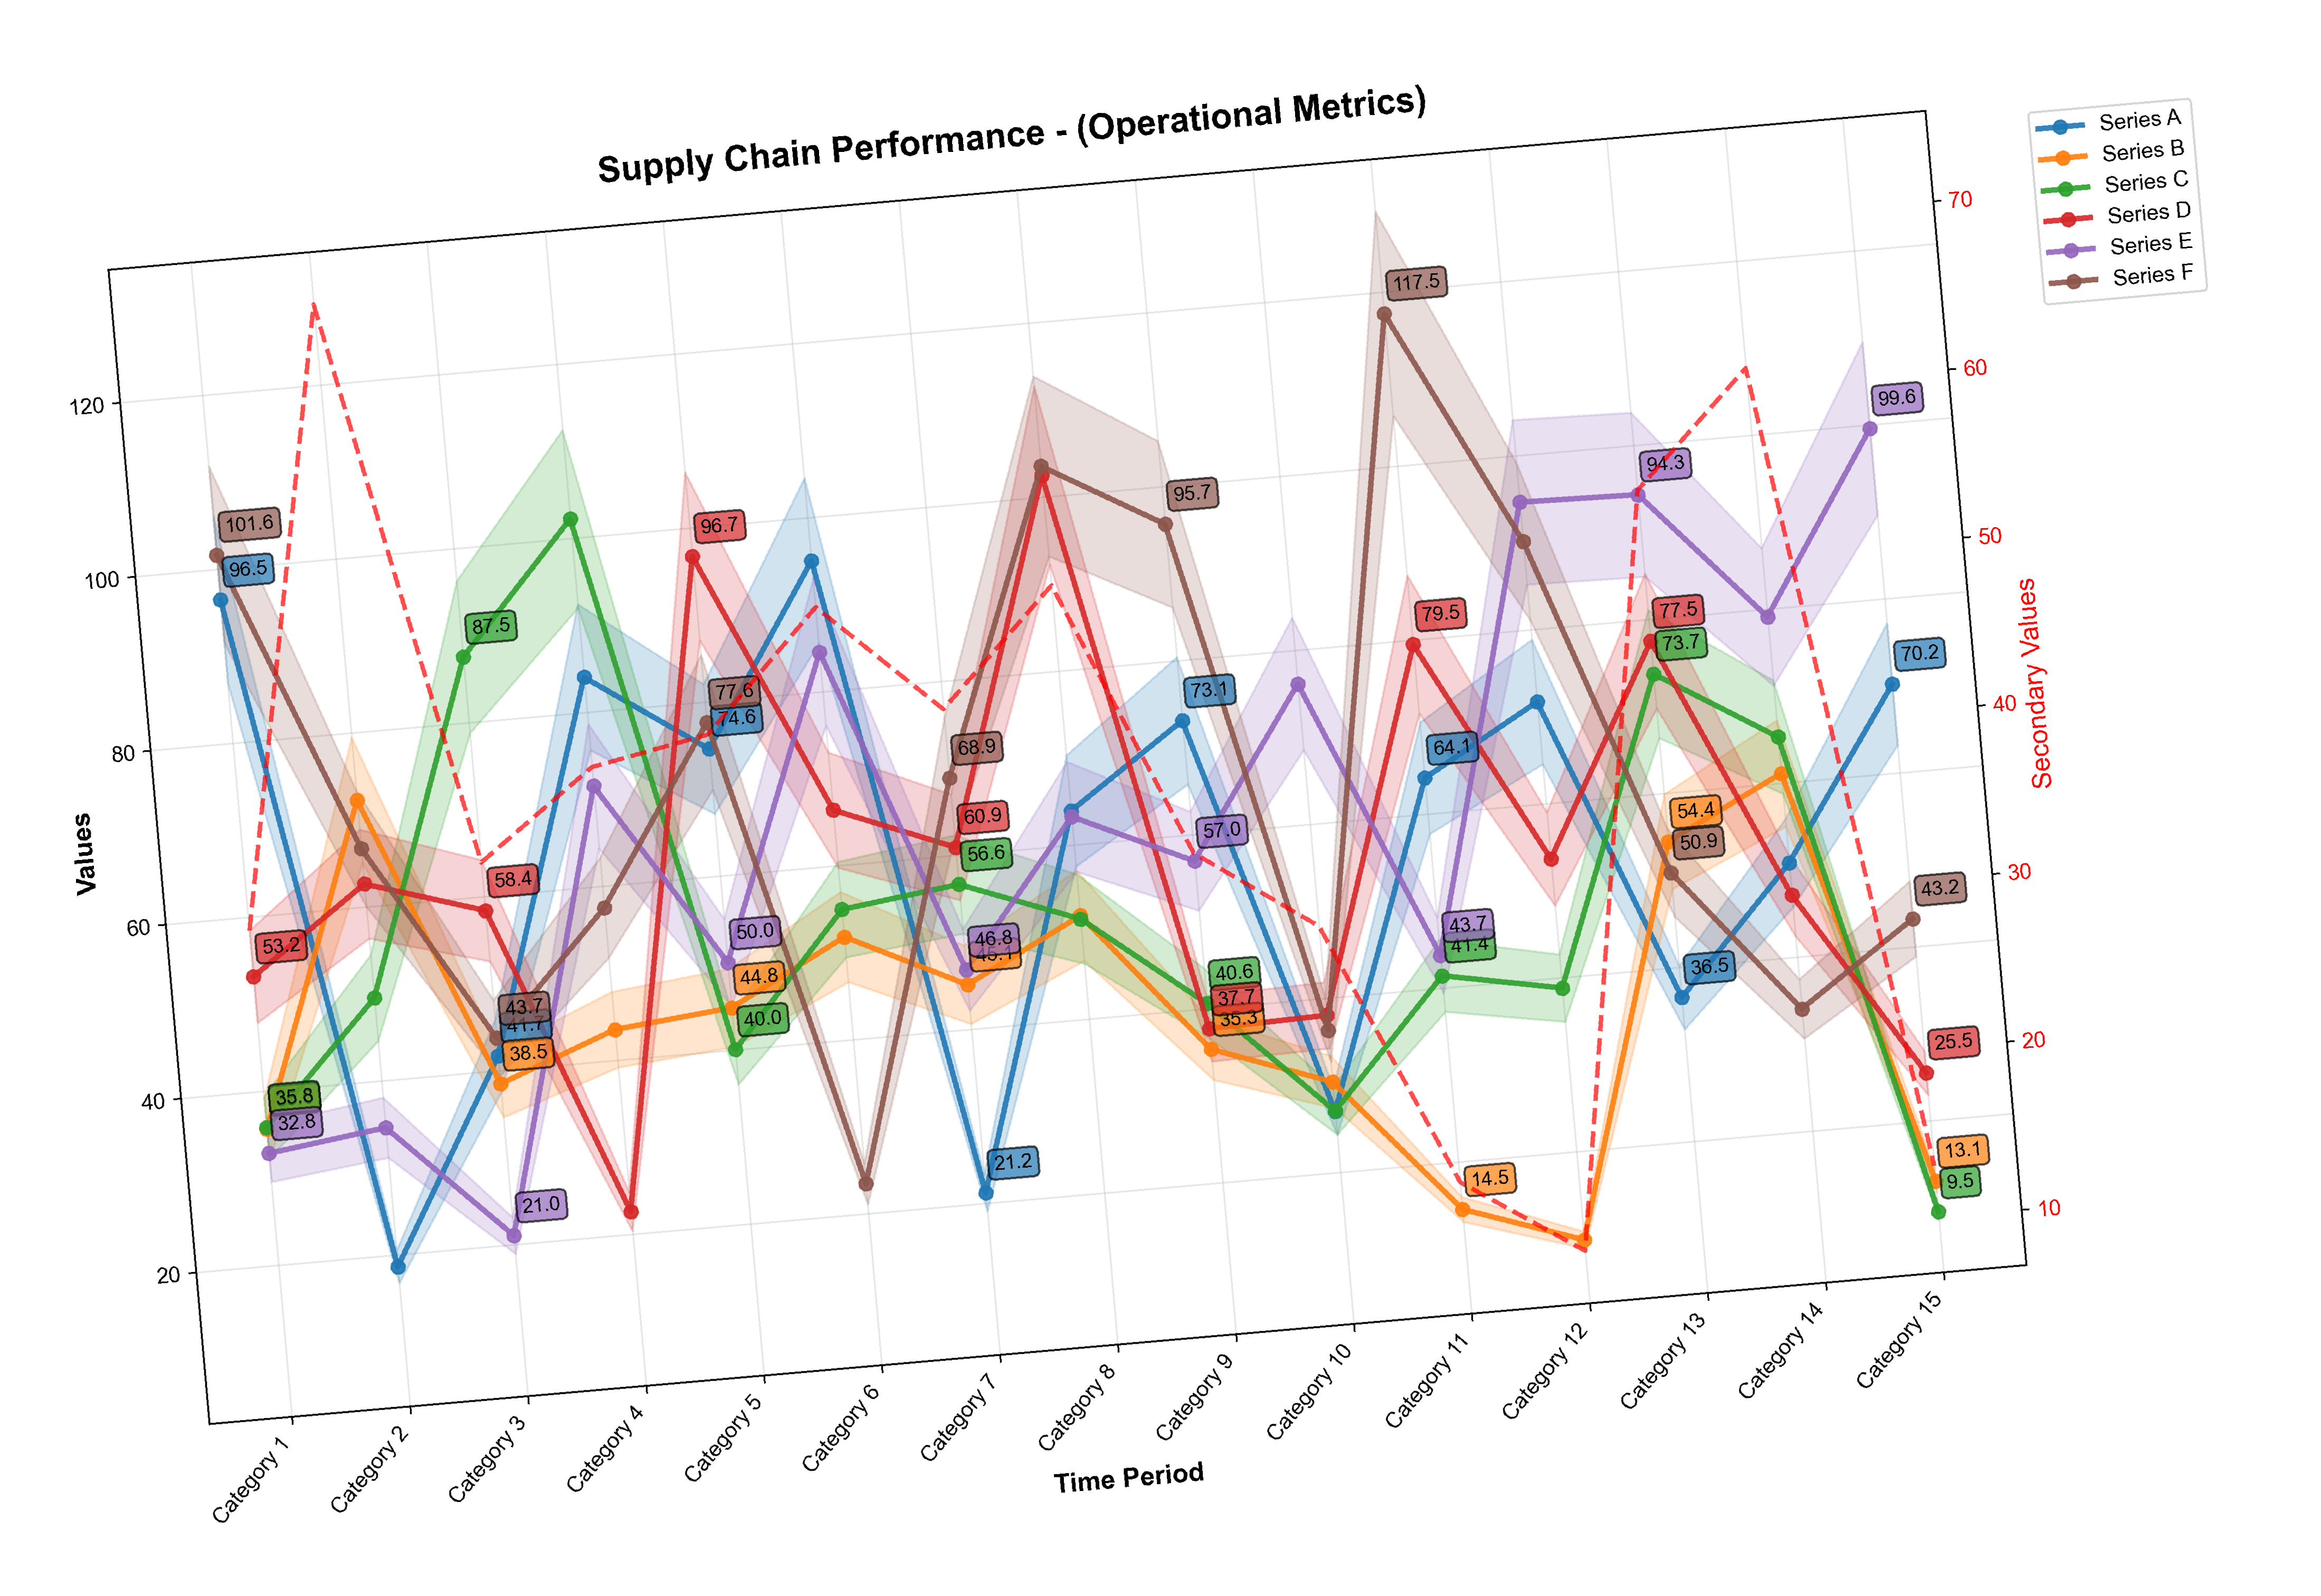 Supply Chain Performance - (Operational Metrics)
Series A
Series B
Series C
Series D
Series E
Series F
Values
120
100
80
60
40
20
Secondary Values
70
60
50
40
30
20
10
101.6
96.5
53.2
35.8
32.8
87.5
58.4
43.7
41.7
38.5
21.0
96.7
77.6
74.6
50.0
44.8
40.0
68.9
60.9
56.6
46.8
45.1
21.2
95.7
73.1
57.0
40.6
37.7
35.3
117.5
79.5
64.1
43.7
41.4
14.5
94.3
77.5
73.7
54.4
50.9
36.5
99.6
70.2
43.2
25.5
13.1
9.5
Category 1
Category 2
Category 3
Category 4
Category 5
Category 6
Category 7
Category 8
Category 9
Category 10
Category 11
Category 12
Category 13
Category 14
Category 15
Time Period